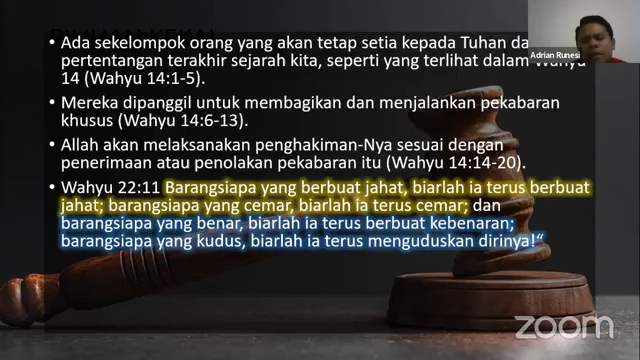 • Ada sekelompok orang yang akan tetap setia kepada Tuhan da
pertentangan terakhir sejarah kita, seperti yang terlihat dalam Wahyu
14 (Wahyu 14:1-5).
• Mereka dipanggil untuk membagikan dan menjalankan pekabaran
khusus (Wahyu 14:6-13).
• Allah akan melaksanakan penghakiman-Nya sesuai dengan
penerimaan atau penolakan pekabaran itu (Wahyu 14:14-20).
• Wahyu 22:11 Barangsiapa yang berbuat jahat, biarlah ia terus berbuat
jahat; barangsiapa yang cemar, biarlah ia terus cemar; dan
barangsiapa yang benar, biarlah ia terus berbuat kebenaran;
barangsiapa yang kudus, biarlah ia terus menguduskan dirinya!“
Adrian Runesi
zoom